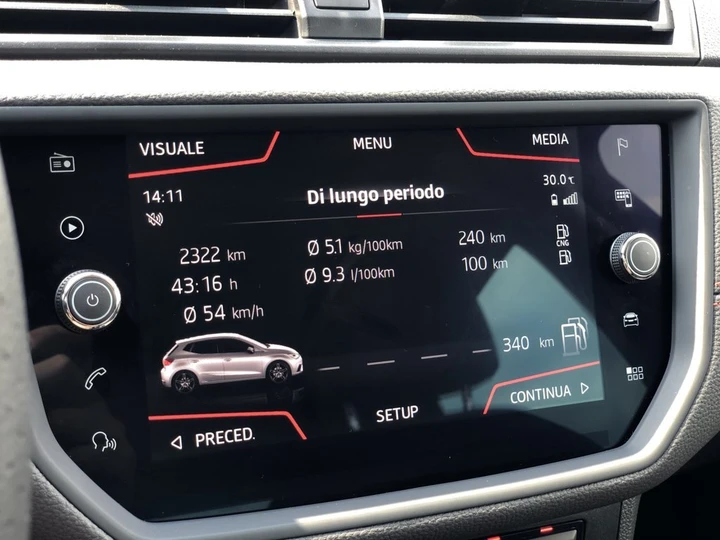 VISUALE MENU MEDIA
14:11 Di lungo periodo 30.0 °C
2322 km Ø 5.1 kg/100km 240 km CNG
43:16 h Ø 9.3 l/100km 100 km
Ø 54 km/h
340 km
PRECED. SETUP CONTINUA